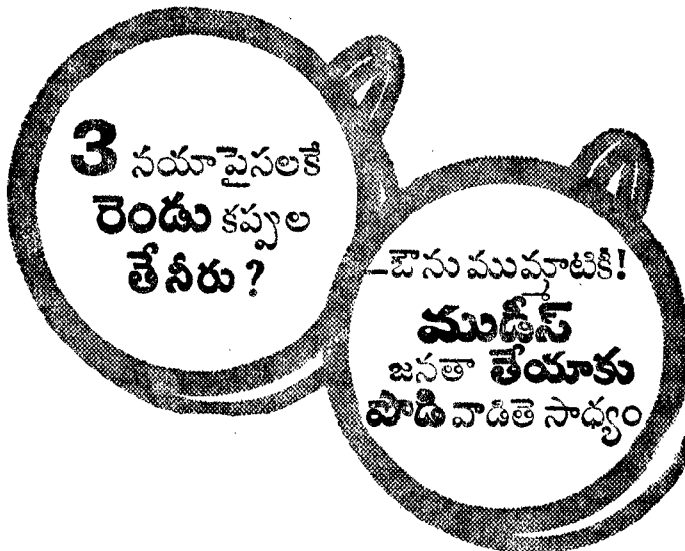 3 నయాపైసలకే
రెండు కప్పుల
తేనీరు ?
–ఔను ముమ్మాటికీ!
ముడీస్
జనతా తేయాకు
పొడి వాడితె సాధ్యం